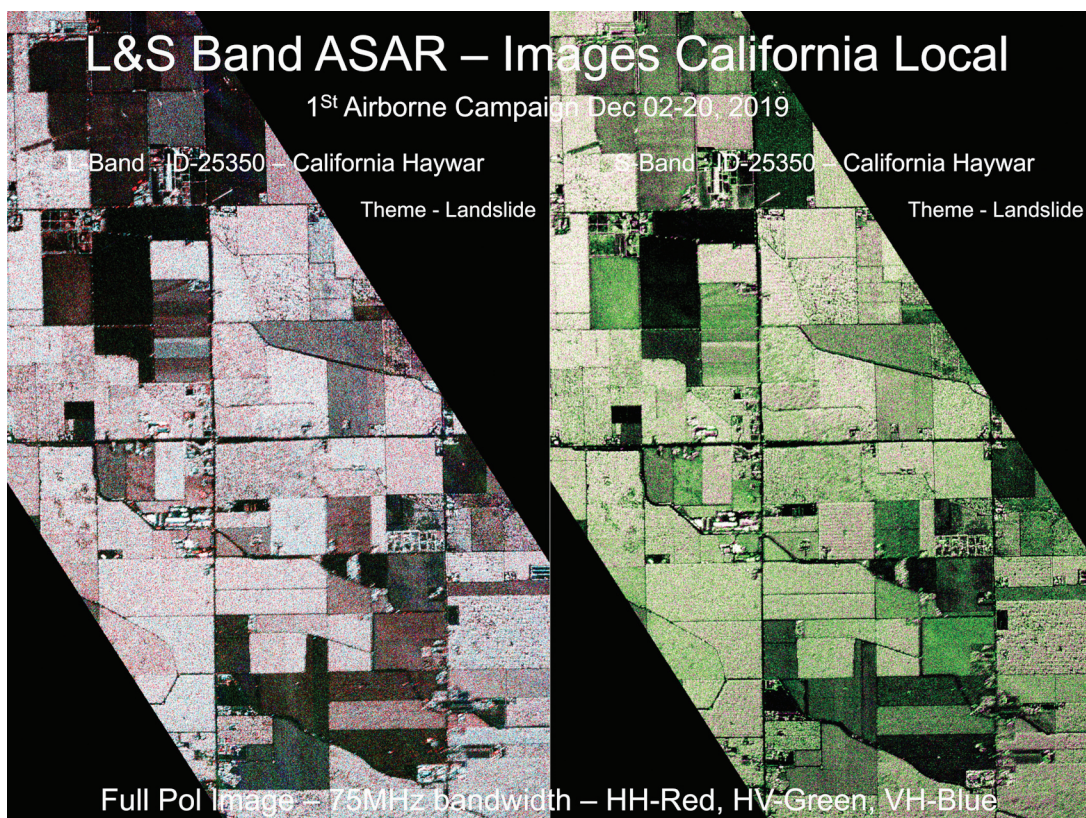 L&S Band ASAR – Images California Local
1St Airborne Campaign Dec 02-20, 2019
L-Band - ID-25350 – California Haywar
S-Band - ID-25350 – California Haywar
Theme - Landslide
Theme - Landslide
Full Pol Image – 75MHz bandwidth – HH-Red, HV-Green, VH-Blue